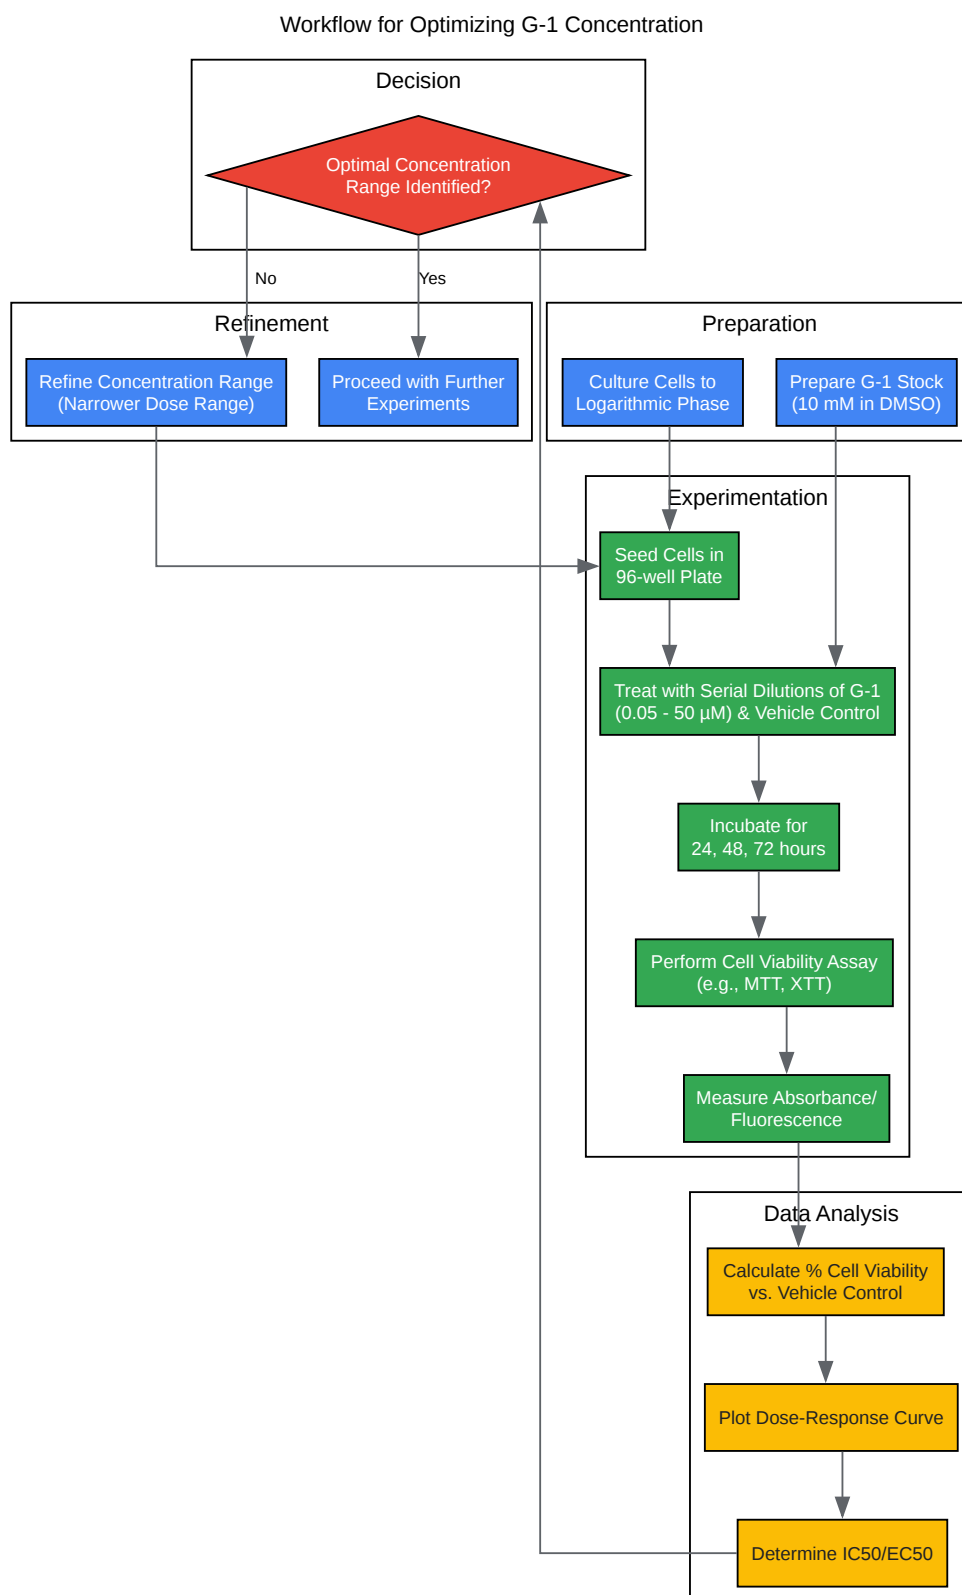 Workflow for Optimizing G-1 Concentration
Decision
Optimal Concentration
Range Identified?
No
Yes
Refinement
Refine Concentration Range
(Narrower Dose Range)
Proceed with Further
Experiments
Preparation
Culture Cells to
Logarithmic Phase
Prepare G-1 Stock
(10 mM in DMSO)
Experimentation
Seed Cells in
96-well Plate
Treat with Serial Dilutions of G-1
(0.05 - 50 µM) & Vehicle Control
Incubate for
24, 48, 72 hours
Perform Cell Viability Assay
(e.g., MTT, XTT)
Measure Absorbance/
Fluorescence
Data Analysis
Calculate % Cell Viability
vs. Vehicle Control
Plot Dose-Response Curve
Determine IC50/EC50